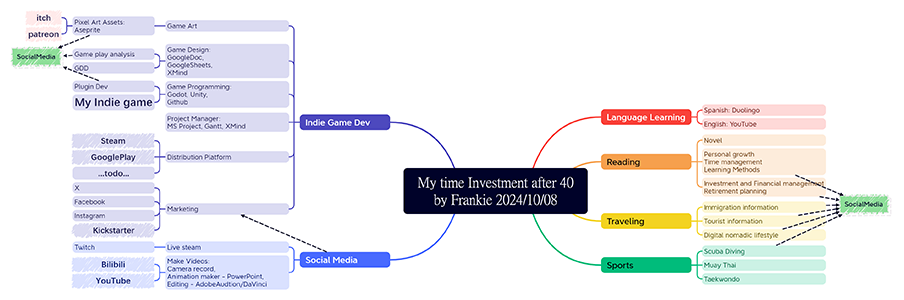 My time Investment after 40
by Frankie 2024/10/08
Indie Game Dev
Game Art
Pixel Art Assets:
Aseprite
itch
patreon
SocialMedia
Game Design:
GoogleDoc,
GoogleSheets,
XMind
Game play analysis
GDD
Game Programming:
Godot, Unity,
Github
Plugin Dev
My Indie game
Project Manager:
MS Project, Gantt, XMind
Distribution Platform
Steam
GooglePlay
...todo...
Marketing
X
Facebook
Instagram
Kickstarter
Social Media
Live steam
Twitch
Make Videos:
Camera record,
Animation maker - PowerPoint,
Editing - AdobeAudtion/DaVinci
Bilibili
YouTube
Language Learning
Spanish: Duolingo
English: YouTube
Reading
Novel
Personal growth
Time management
Learning Methods
Investment and Financial management
Retirement planning
Traveling
Immigration information
Tourist information
Digital nomadic lifestyle
SocialMedia
Sports
Scuba Diving
Muay Thai
Taekwondo